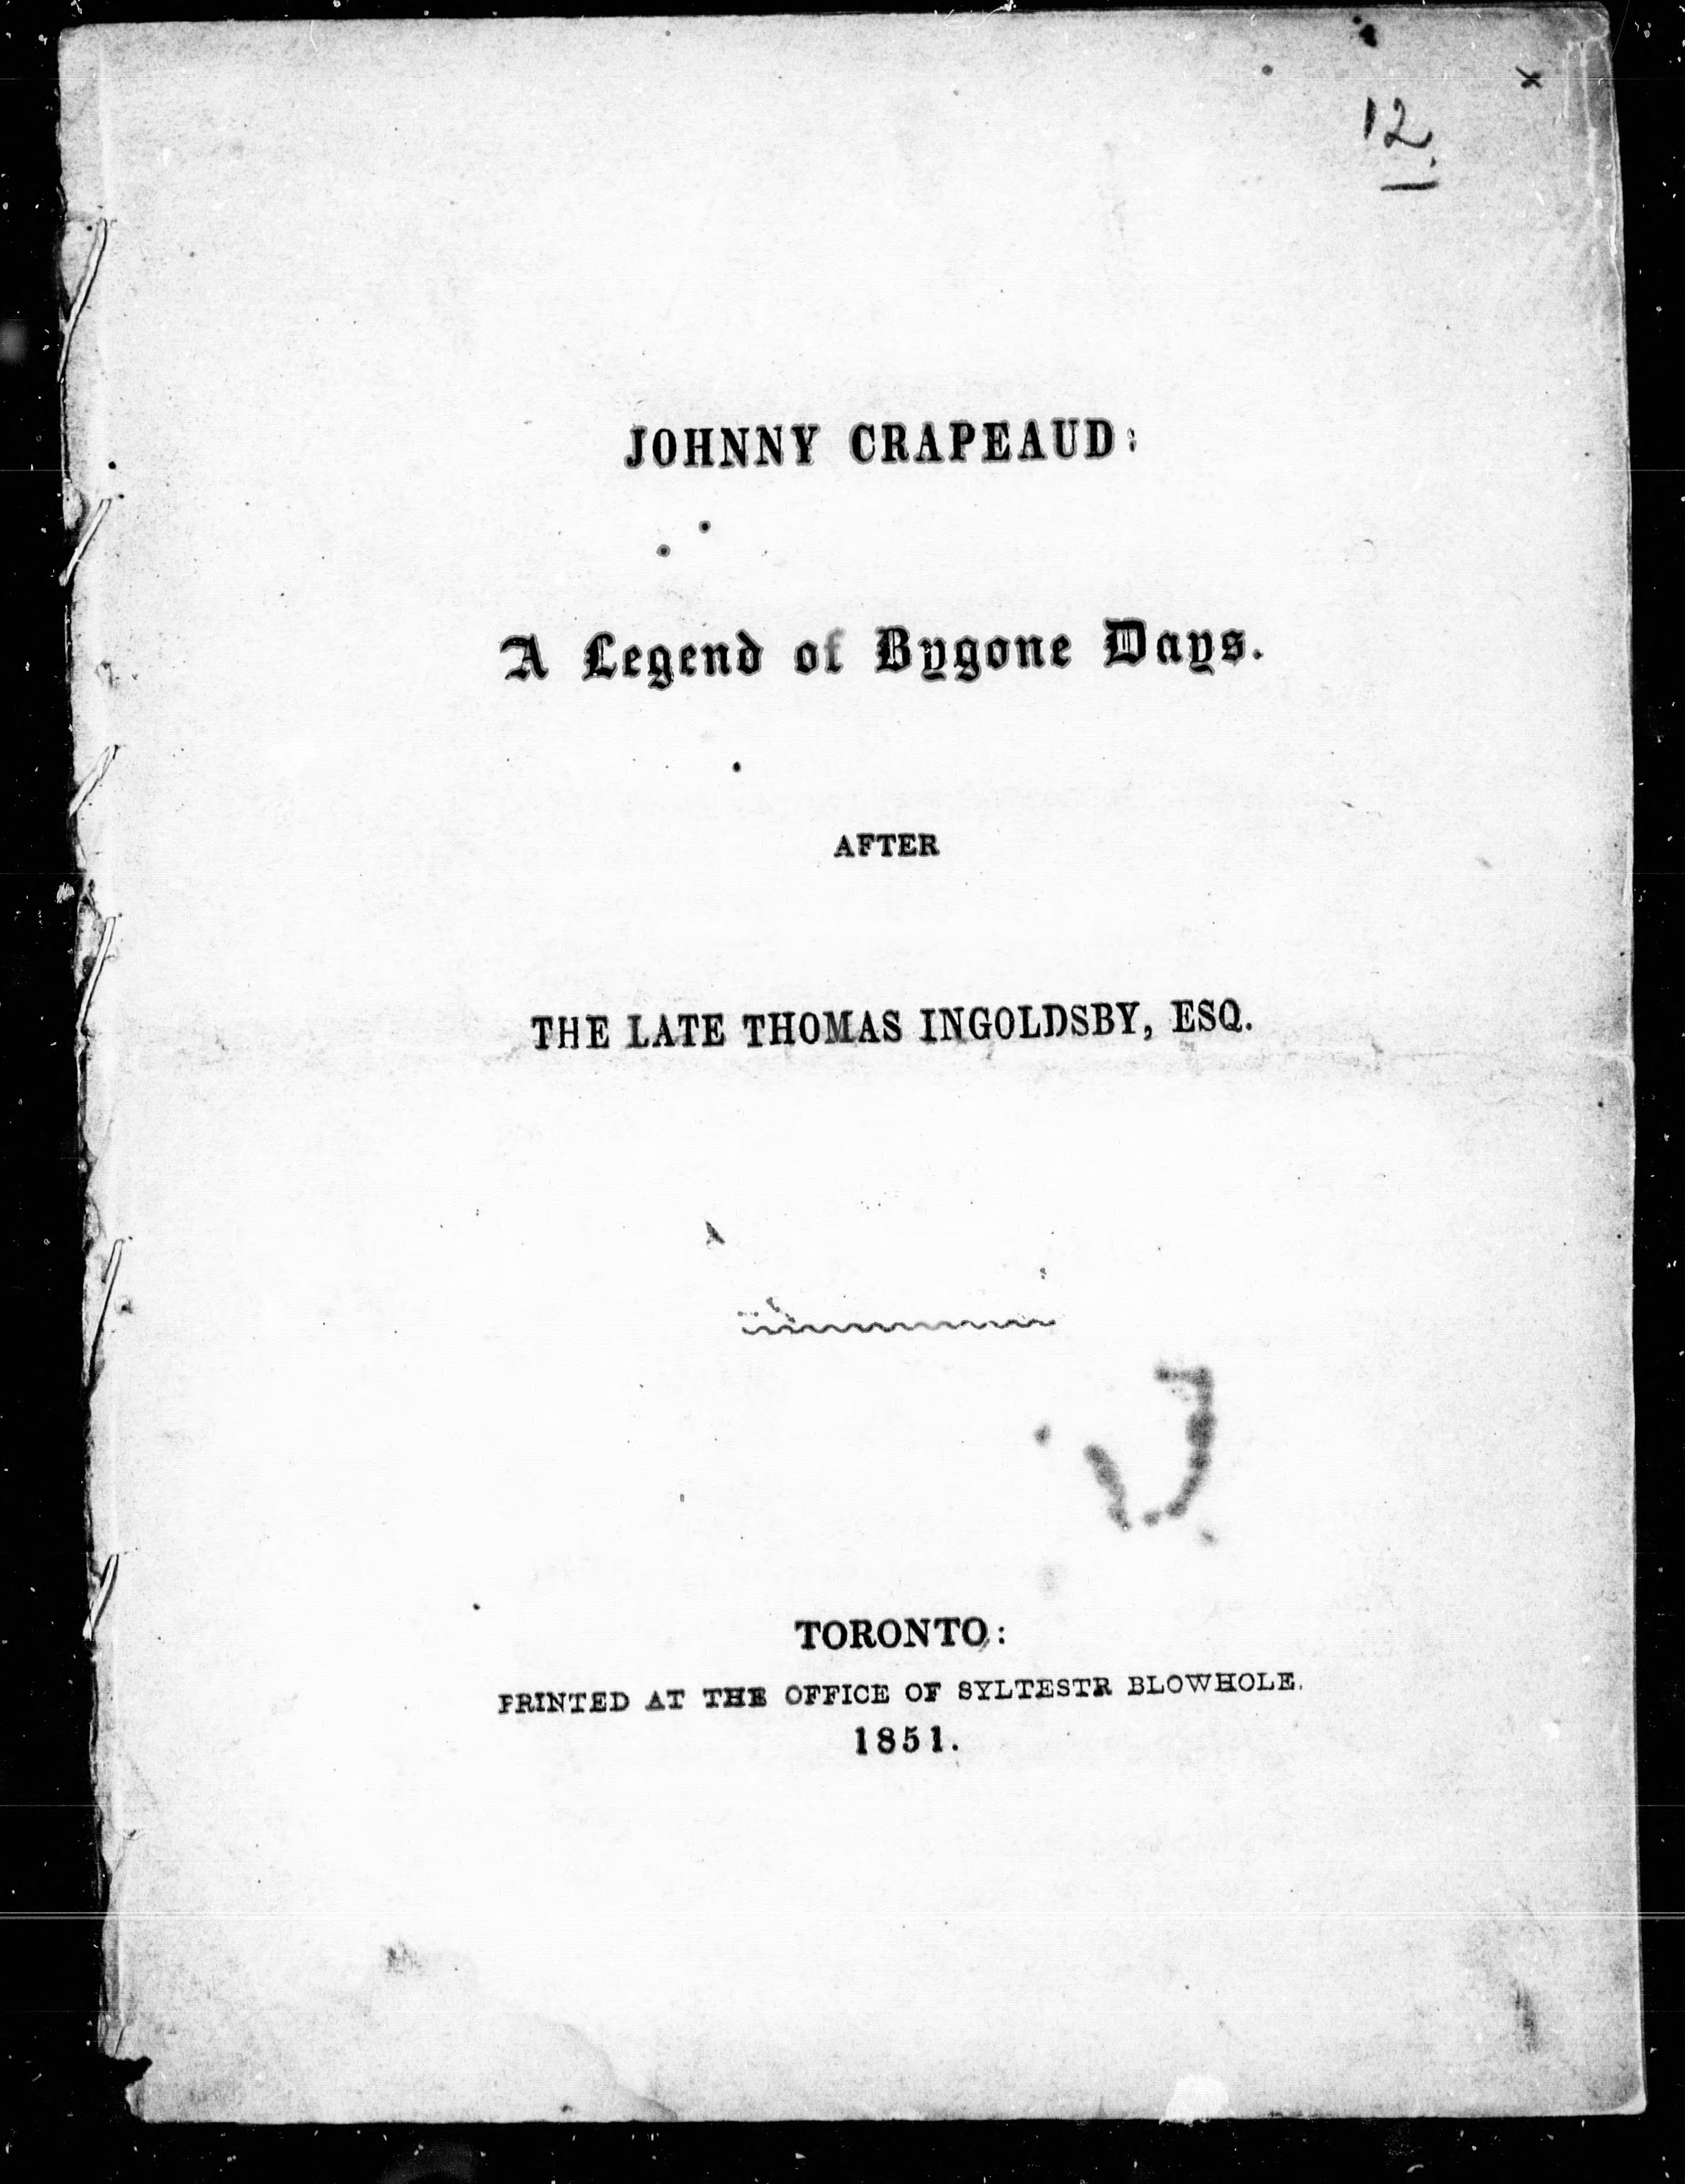 x
12.
JOHNNY CRAPEAUD:
A Legend of Bygone Days.
AFTER
THE LATE THOMAS INGOLDSBY, ESQ.
TORONTO:
PRINTED AT THE OFFICE OF SYLTESTR BLOWHOLE.
1851.